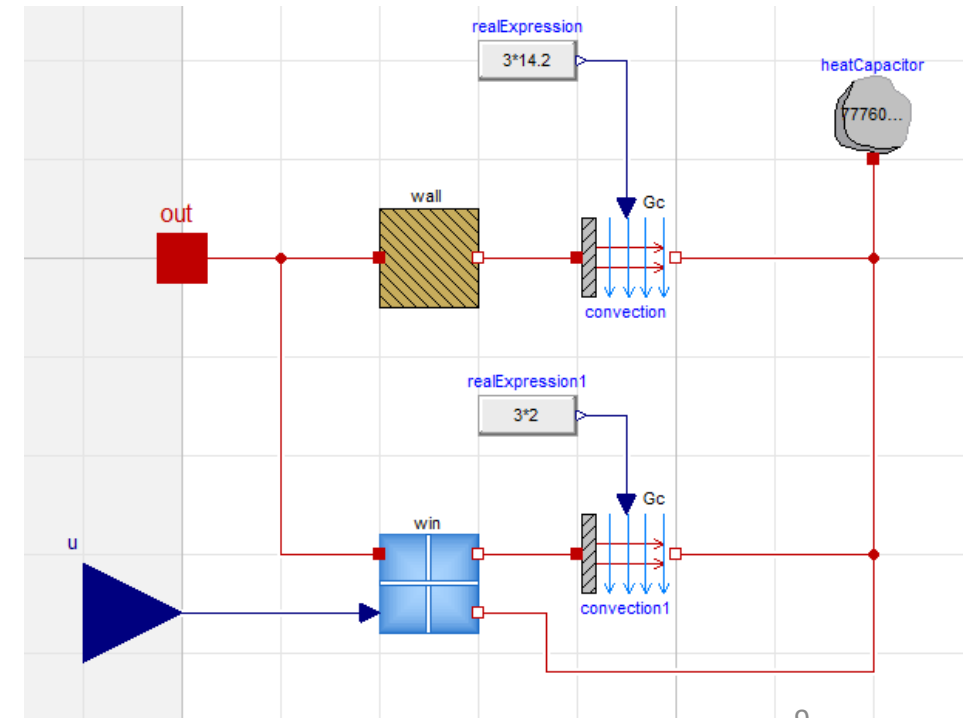 realExpression
3*14.2
heatCapacitor
77760...
wall
Gc
out
convection
realExpression1
3*2
Gc
win
u
convection1